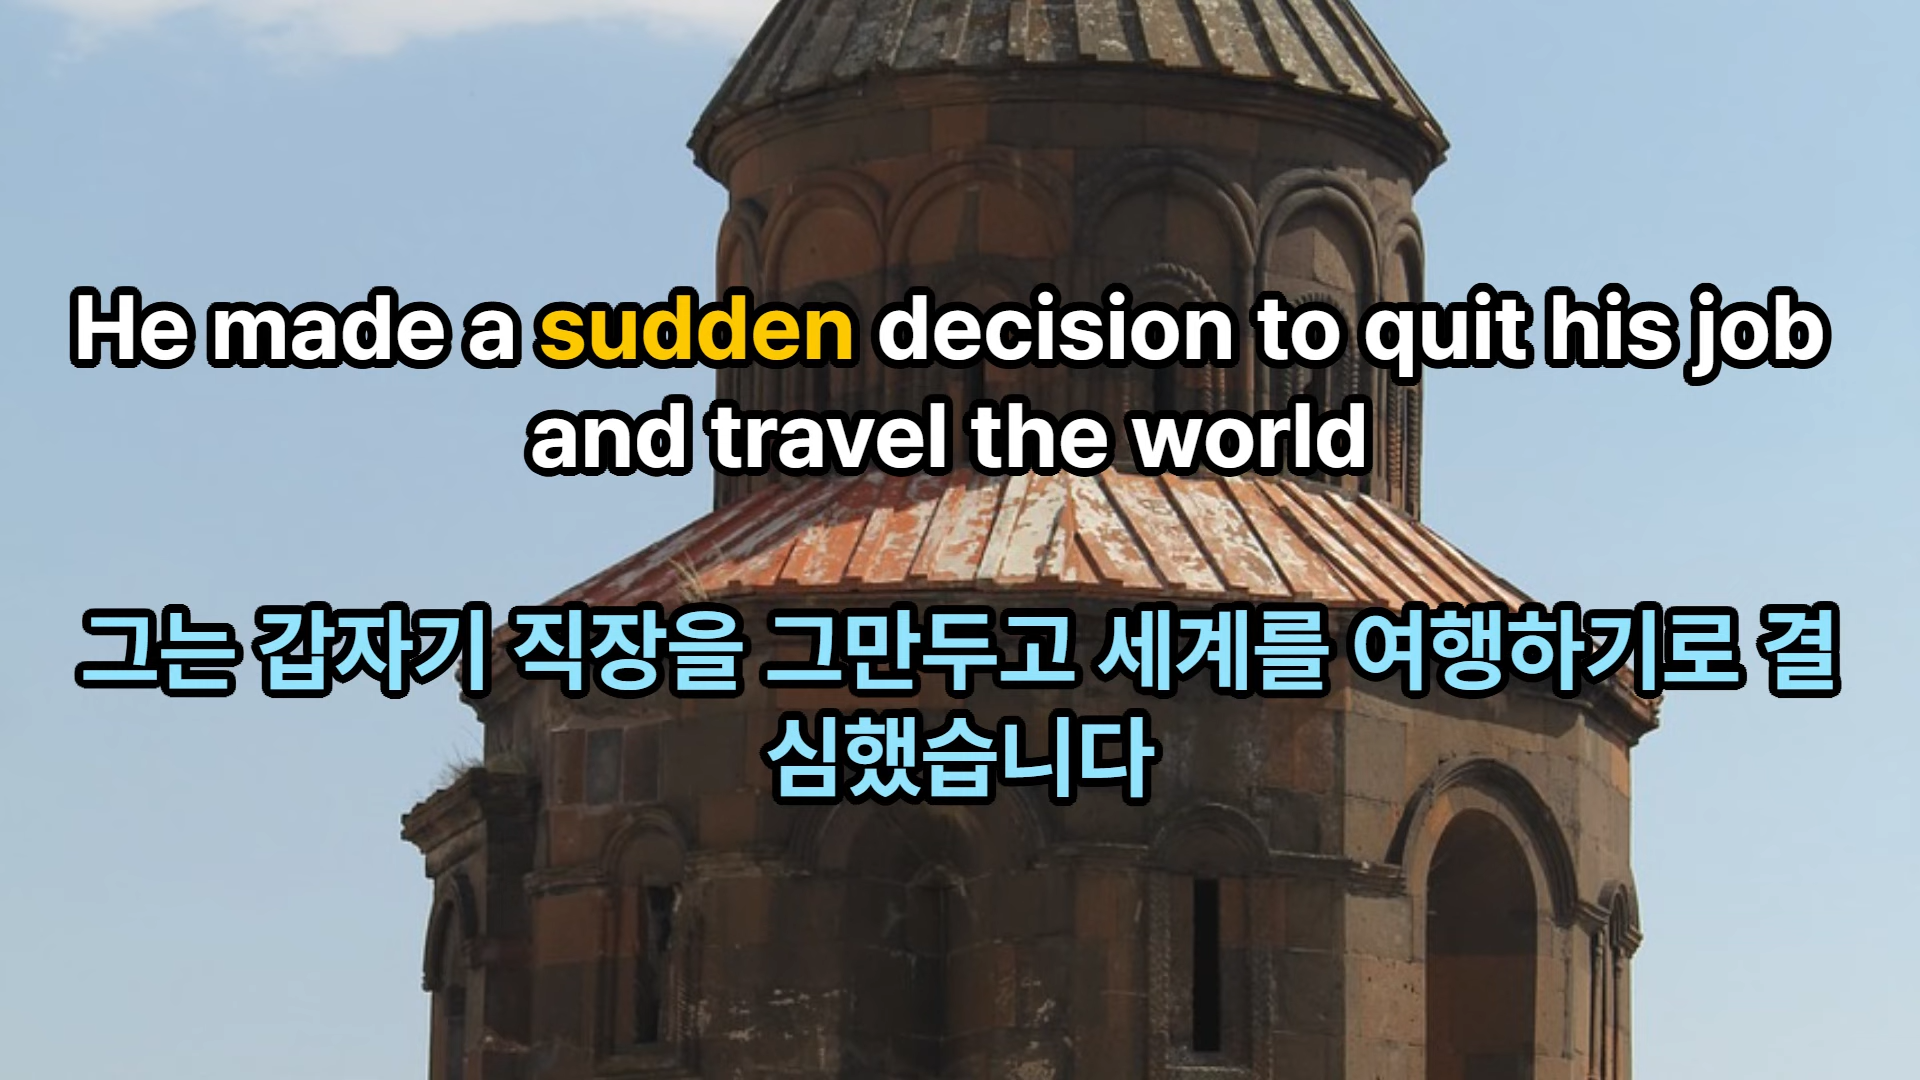 He made a sudden decision to quit his job
and travel the world
그는 갑자기 직장을 그만두고 세계를 여행하기로 결
심했습니다